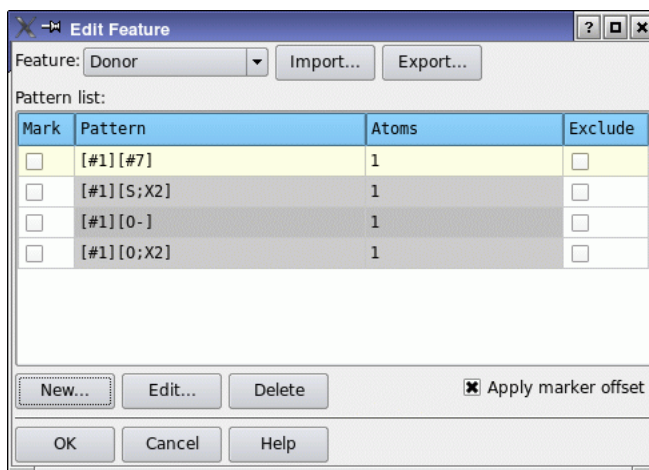 Edit Feature ?
Feature: Donor Import... Export...
Pattern list:
Mark Pattern Atoms Exclude
[#1][#7] 1
[#1][S;X2] 1
[#1][O-] 1
[#1][O;X2] 1
New... Edit... Delete Apply marker offset
OK Cancel Help